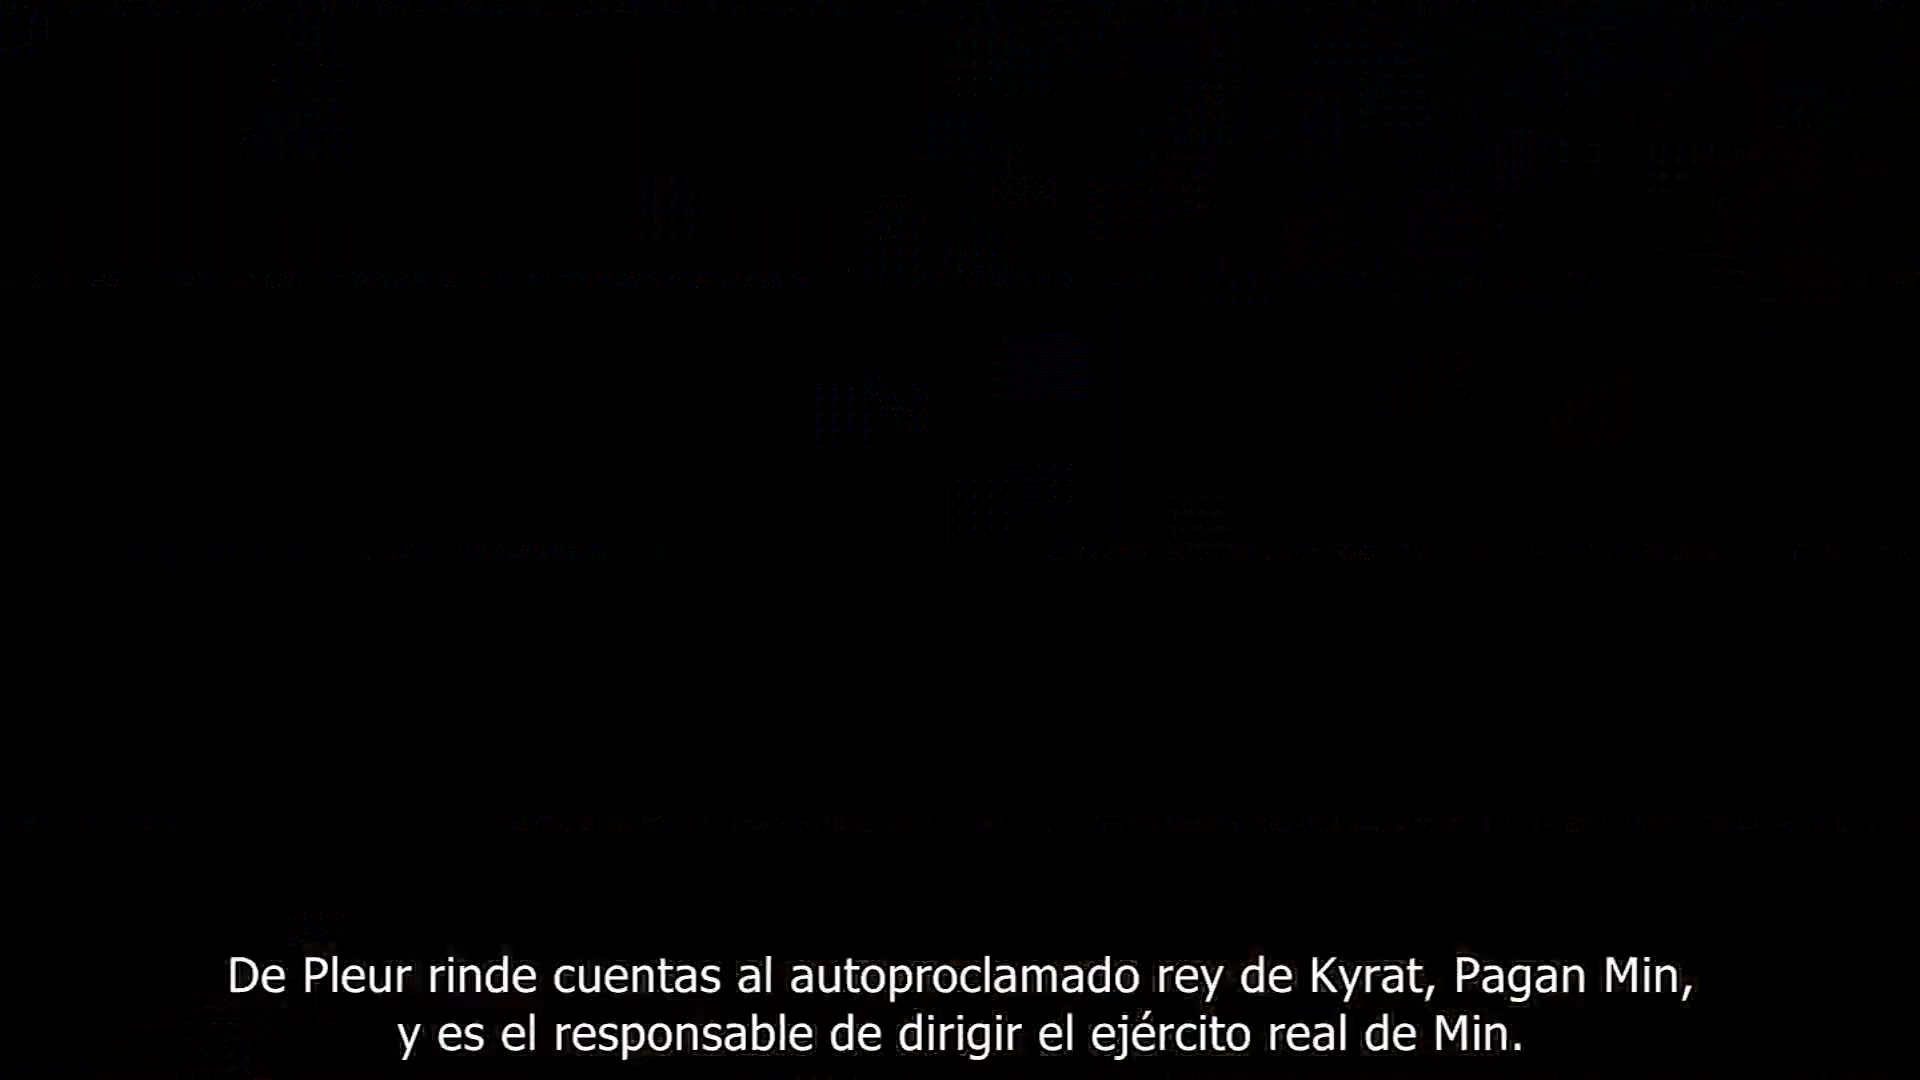 De Pleur rinde cuentas al autoproclamado rey de Kyrat, Pagan Min,
y es el responsable de dirigir el ejército real de Min.